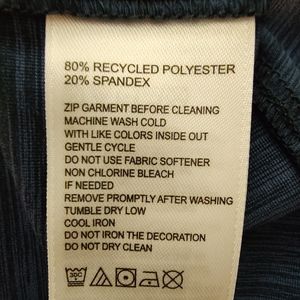 80% RECYCLED POLYESTER
20% SPANDEX
ZIP GARMENT BEFORE CLEANING
MACHINE WASH COLD
WITH LIKE COLORS INSIDE OUT
GENTLE CYCLE
DO NOT USE FABRIC SOFTENER
NON CHLORINE BLEACH
IF NEEDED
REMOVE PROMPTLY AFTER WASHING
TUMBLE DRY LOW
COOL IRON
DO NOT IRON THE DECORATION
DO NOT DRY CLEAN
30C